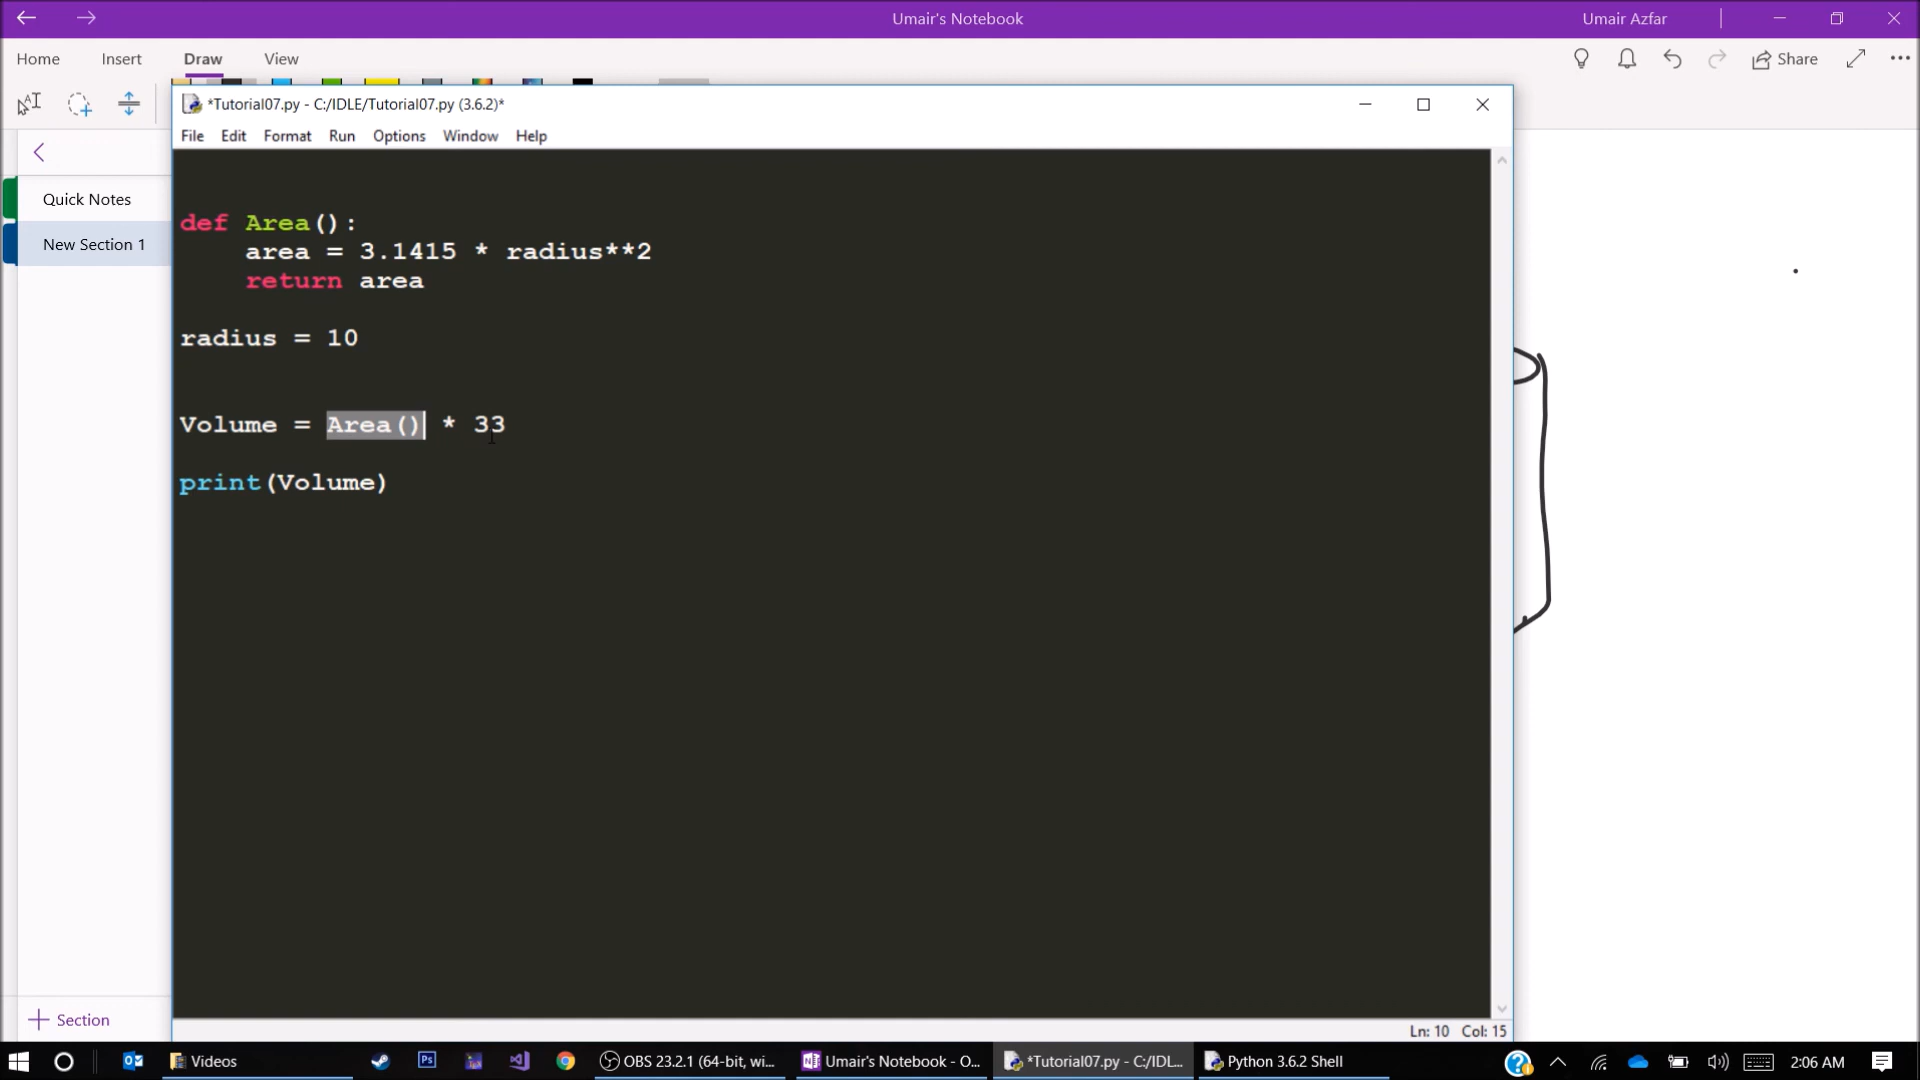 Umair's Notebook
Umair Azfar
Home Insert Draw View
Share
*Tutorial07.py - C:/IDLE/Tutorial07.py (3.6.2)*
File Edit Format Run Options Window Help
Quick Notes
New Section 1
def Area():
    area = 3.1415 * radius**2
    return area
radius = 10
Volume = Area() * 33
print(Volume)
Section
Ln: 10 Col: 15
Videos
OBS 23.2.1 (64-bit, wi...
Umair's Notebook - O...
*Tutorial07.py - C:/IDL...
Python 3.6.2 Shell
2:06 AM